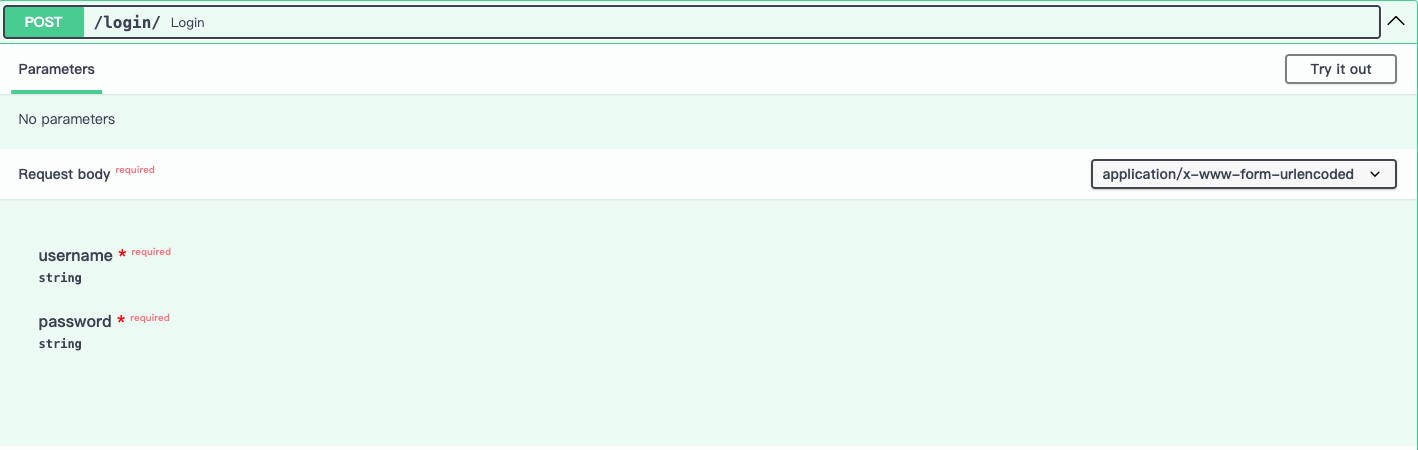 POST /login/ Login
Parameters Try it out
No parameters
Request body required application/x-www-form-urlencoded
username * required
string
password * required
string